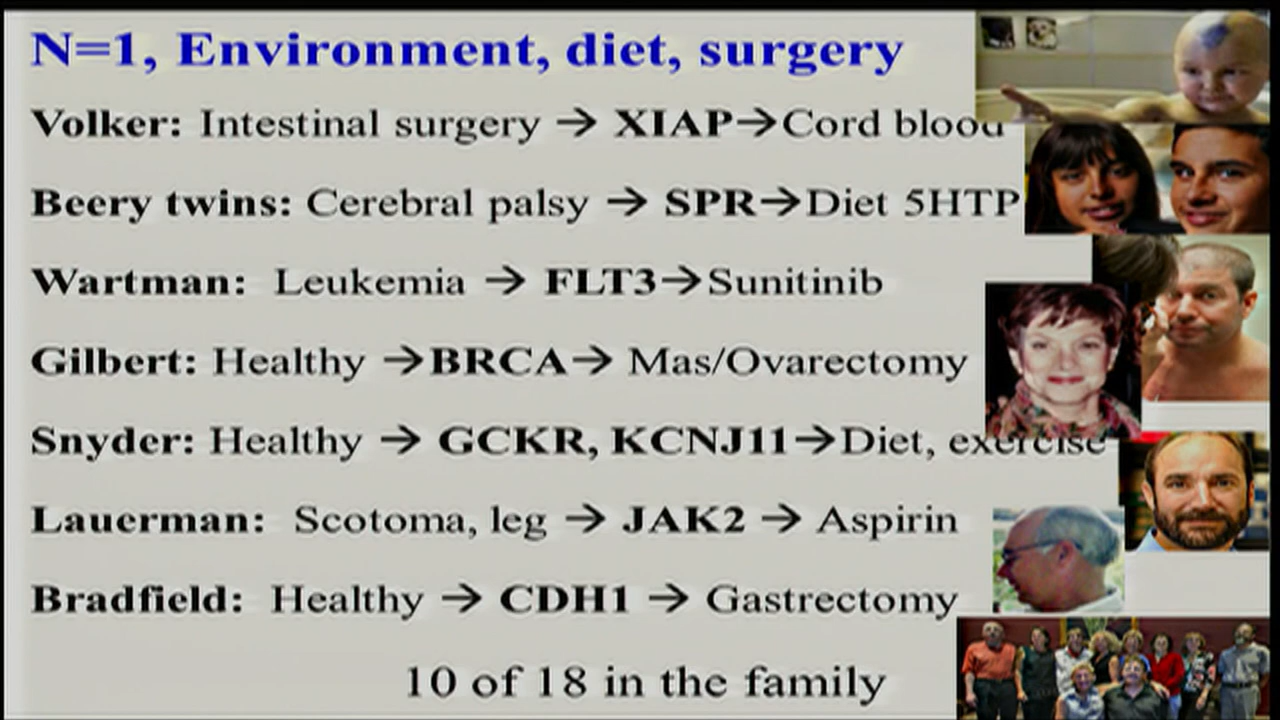 N=1, Environment, diet, surgery
Volker: Intestinal surgery → XIAP→Cord blood
Beery twins: Cerebral palsy → SPR→Diet 5HTP
Wartman: Leukemia → FLT3→Sunitinib
Gilbert: Healthy →BRCA→ Mas/Ovarectomy
Snyder: Healthy → GCKR, KCNJ11→Diet, exercise
Lauerman: Scotoma, leg → JAK2 → Aspirin
Bradfield: Healthy → CDH1 → Gastrectomy
10 of 18 in the family